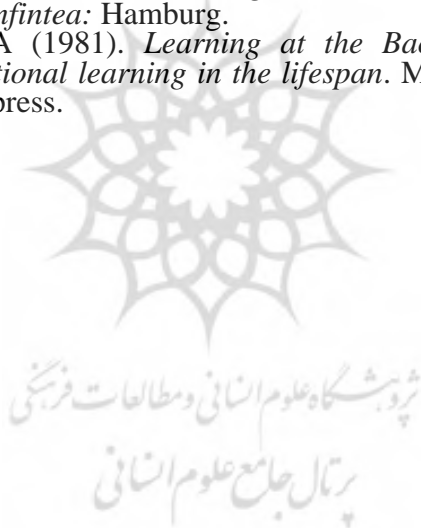 nfintea: Hamburg.
A (1981). Learning at the Bac
tional learning in the lifespan. M
press.
پژوهشگاه علوم انسانی و مطالعات فرهنگی
پرتال جامع علوم انسانی